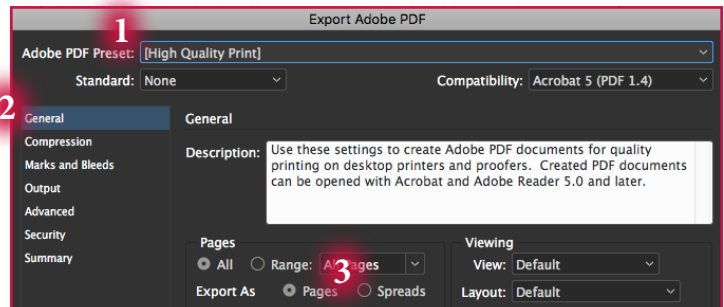 Export Adobe PDF
1
Adobe PDF Preset: [High Quality Print]
Standard: None Compatibility: Acrobat 5 (PDF 1.4)
2
General General
Compression
Description: Use these settings to create Adobe PDF documents for quality
Marks and Bleeds printing on desktop printers and proofers. Created PDF documents
Output can be opened with Acrobat and Adobe Reader 5.0 and later.
Advanced
Security
Summary
Pages Viewing
All Range: All Pages View: Default
3
Export As Pages Spreads Layout: Default